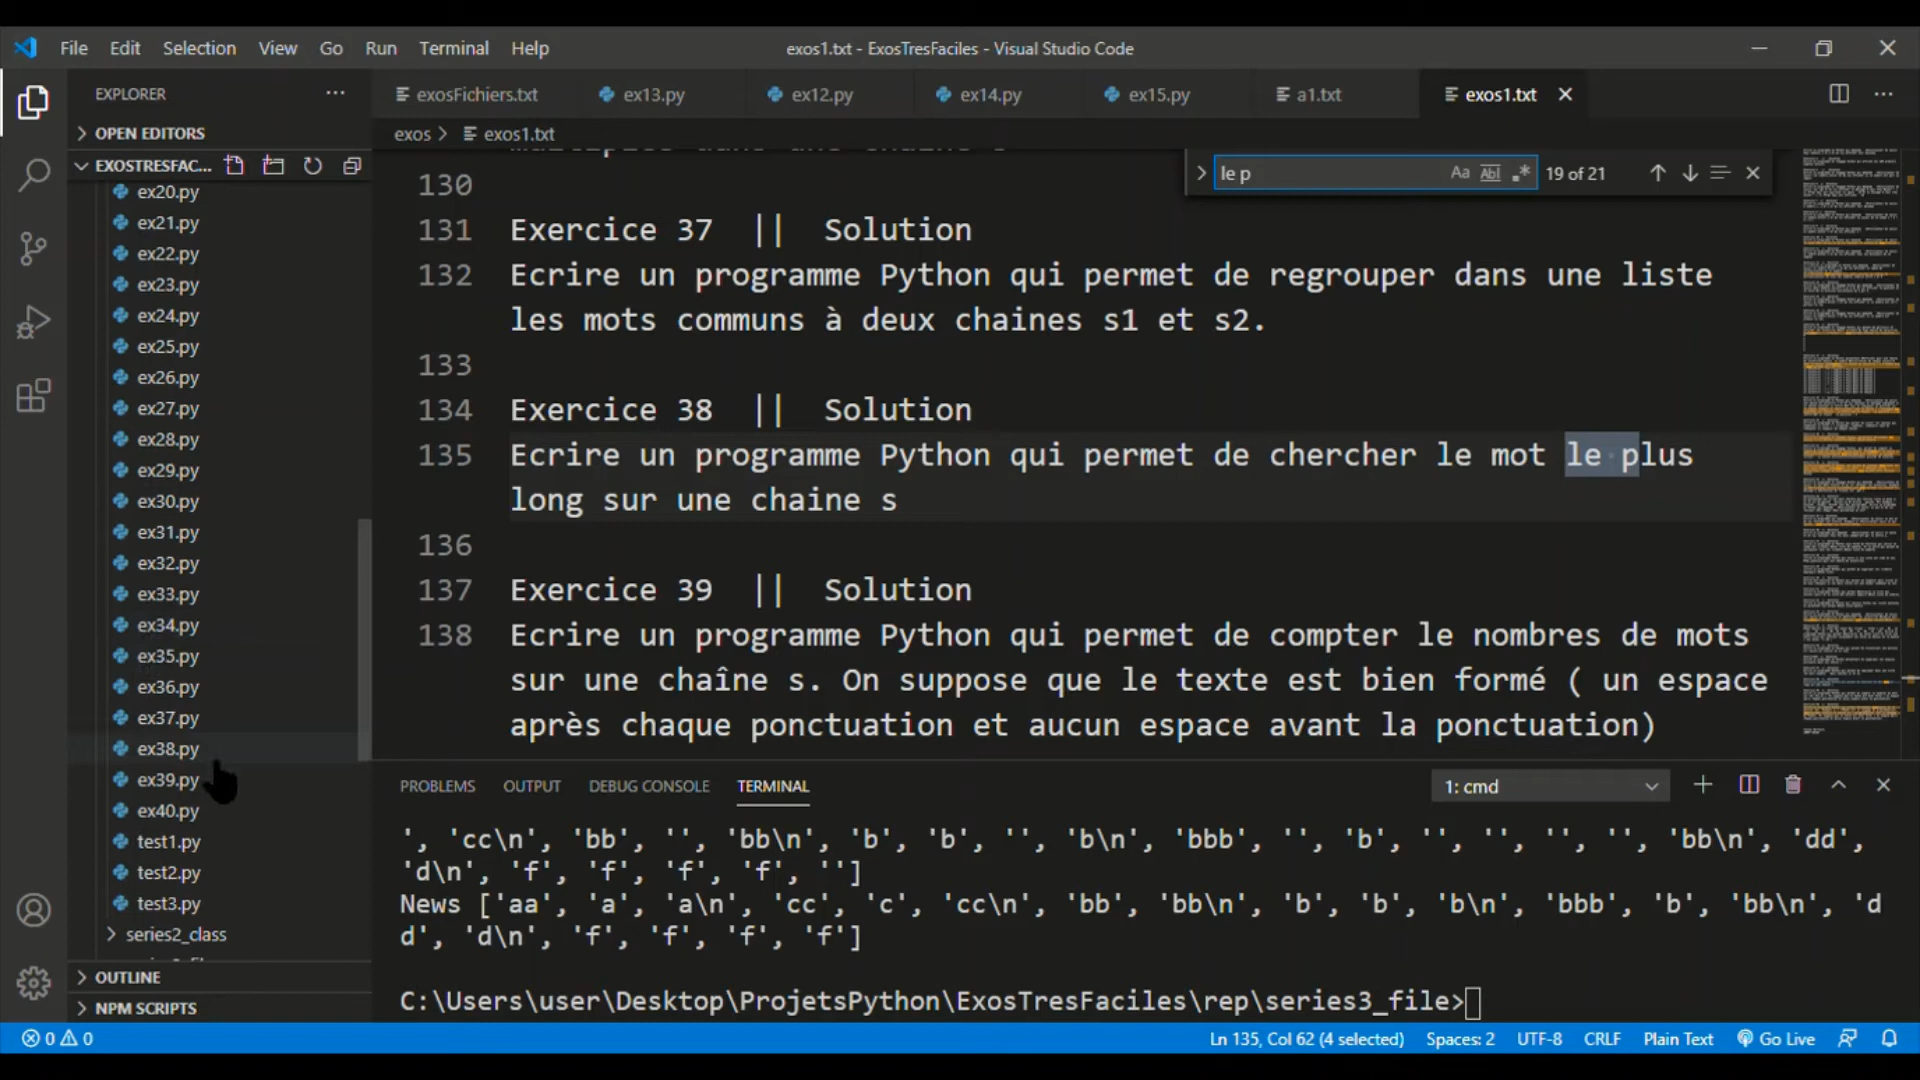 File Edit Selection View Go Run Terminal Help
exos1.txt - ExosTresFaciles - Visual Studio Code
EXPLORER
OPEN EDITORS
EXOSTRESFAC...
ex20.py
ex21.py
ex22.py
ex23.py
ex24.py
ex25.py
ex26.py
ex27.py
ex28.py
ex29.py
ex30.py
ex31.py
ex32.py
ex33.py
ex34.py
ex35.py
ex36.py
ex37.py
ex38.py
ex39.py
ex40.py
test1.py
test2.py
test3.py
series2_class
OUTLINE
NPM SCRIPTS
exosFichiers.txt ex13.py ex12.py ex14.py ex15.py a1.txt exos1.txt
exos > exos1.txt
le p Aa Abl .* 19 of 21
130
131 Exercice 37 || Solution
132 Ecrire un programme Python qui permet de regrouper dans une liste
les mots communs à deux chaines s1 et s2.
133
134 Exercice 38 || Solution
135 Ecrire un programme Python qui permet de chercher le mot le plus
long sur une chaine s
136
137 Exercice 39 || Solution
138 Ecrire un programme Python qui permet de compter le nombres de mots
sur une chaîne s. On suppose que le texte est bien formé ( un espace
après chaque ponctuation et aucun espace avant la ponctuation)
PROBLEMS OUTPUT DEBUG CONSOLE TERMINAL
1: cmd
', 'cc\n', 'bb', '', 'bb\n', 'b', 'b', '', 'b\n', 'bbb', '', 'b', '', '', '', '', 'bb\n', 'dd',
'd\n', 'f', 'f', 'f', 'f', '']
News ['aa', 'a', 'a\n', 'cc', 'c', 'cc\n', 'bb', 'bb\n', 'b', 'b', 'b\n', 'bbb', 'b', 'bb\n', 'd
d', 'd\n', 'f', 'f', 'f', 'f']
C:\Users\user\Desktop\ProjetsPython\ExosTresFaciles\rep\series3_file>
0 0
Ln 135, Col 62 (4 selected) Spaces: 2 UTF-8 CRLF Plain Text Go Live